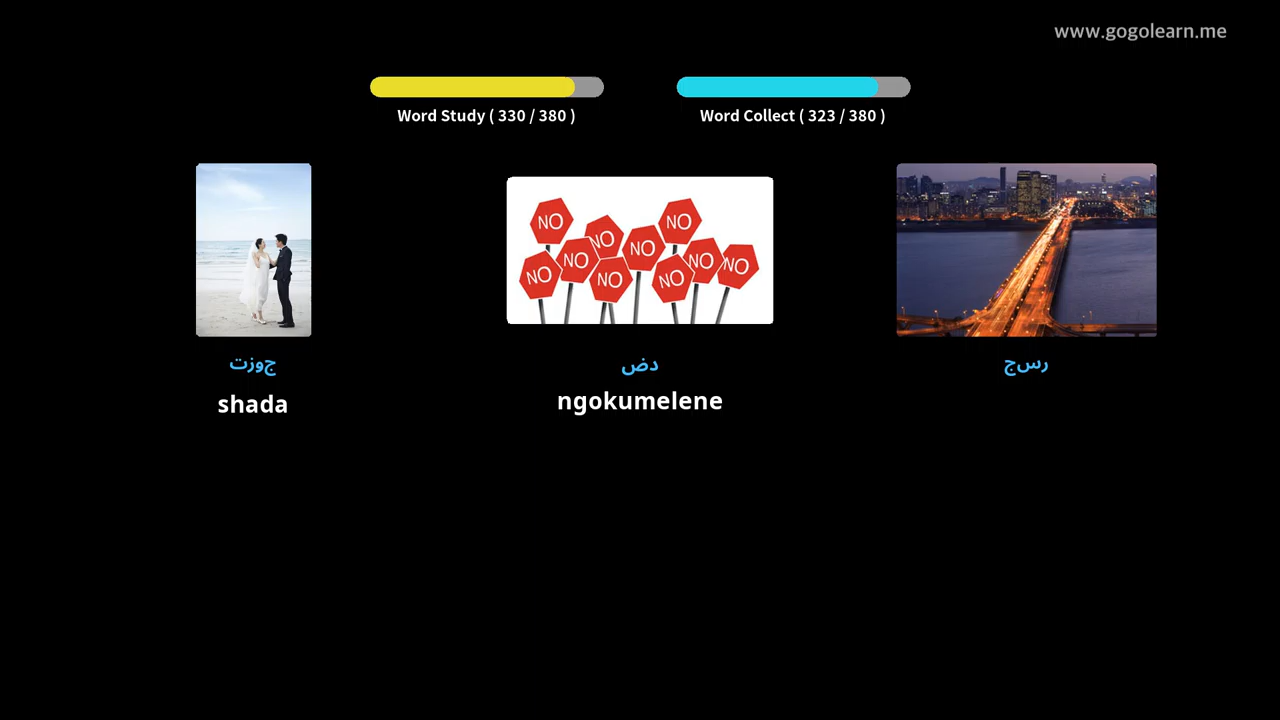 www.gogolearn.me
Word Study ( 330 / 380 )
Word Collect ( 323 / 380 )
NO
NO
NO
NO
NO
NO
NO
NO
NO
NO
جوزت
دض
رسج
shada
ngokumelene